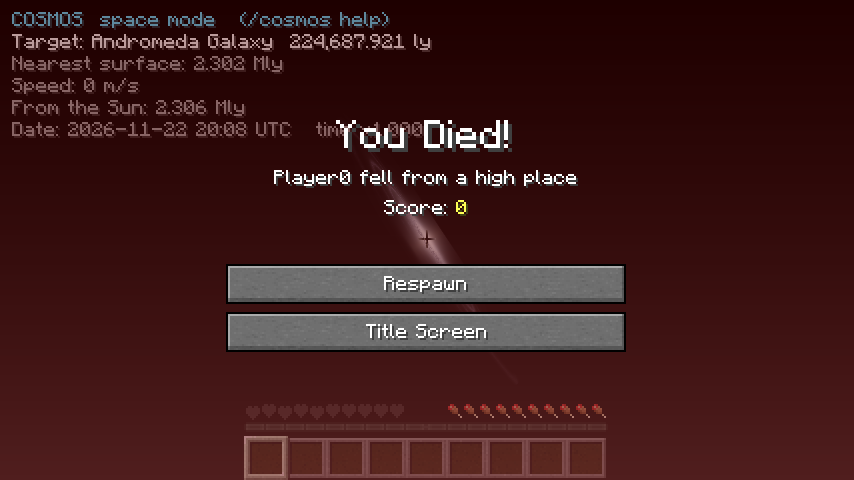 COSMOS space mode (/cosmos help)
Target: Andromeda Galaxy 224,687.921 ly
Nearest surface: 2.302 Mly
Speed: 0 m/s
From the Sun: 2.306 Mly
Date: 2026-11-22 20:08 UTC
You Died!
Player0 fell from a high place
Score: 0
Respawn
Title Screen